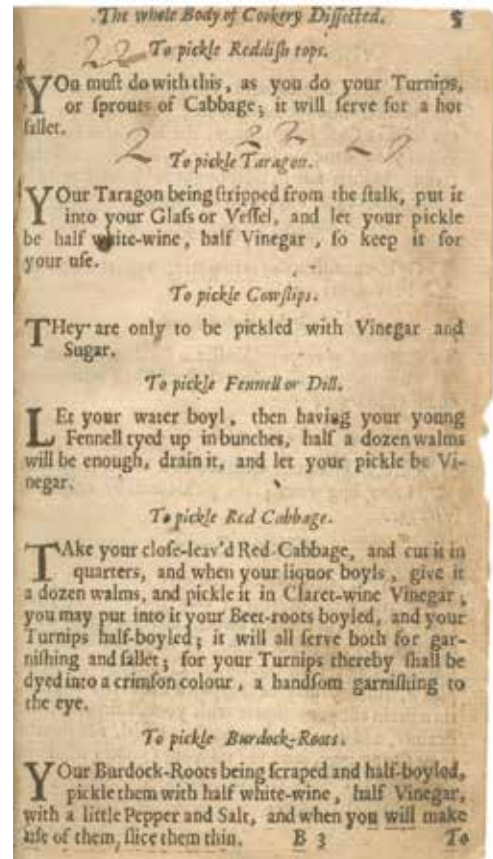 The whole Body of Cookery Diſſected. 5
22
To pickle Reddiſh tops.
YOu muſt do with this, as you do your Turnips,
or ſprouts of Cabbage; it will ſerve for a hot
ſallet.
2 22
To pickle Taragon.
YOur Taragon being ſtripped from the ſtalk, put it
into your Glaſs or Veſſel, and let your pickle
be half white-wine, half Vinegar, ſo keep it for
your uſe.
To pickle Cowſlips.
THey are only to be pickled with Vinegar and
Sugar.
To pickle Fennell or Dill.
LEt your water boyl, then having your young
Fennell tyed up in bunches, half a dozen walms
will be enough, drain it, and let your pickle be Vi-
negar.
To pickle Red Cabbage.
TAke your cloſe-leav'd Red-Cabbage, and cut it in
quarters, and when your liquor boyls, give it
a dozen walms, and pickle it in Claret-wine Vinegar;
you may put into it your Beet-roots boyled, and your
Turnips half-boyled; it will all ſerve both for gar-
niſhing and ſallet; for your Turnips thereby ſhall be
dyed into a crimſon colour, a handſom garniſhing to
the eye.
To pickle Burdock-Roots.
YOur Burdock-Roots being ſcraped and half-boyled,
pickle them with half white-wine, half Vinegar,
with a little Pepper and Salt, and when you will make
uſe of them, ſlice them thin. B 3 To